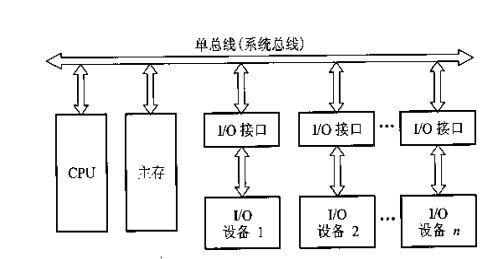 单总线(系统总线)
I/O 接口
I/O 接口
…
I/O 接口
CPU
主存
I/O
设备 1
I/O
设备 2
…
I/O
设备 n